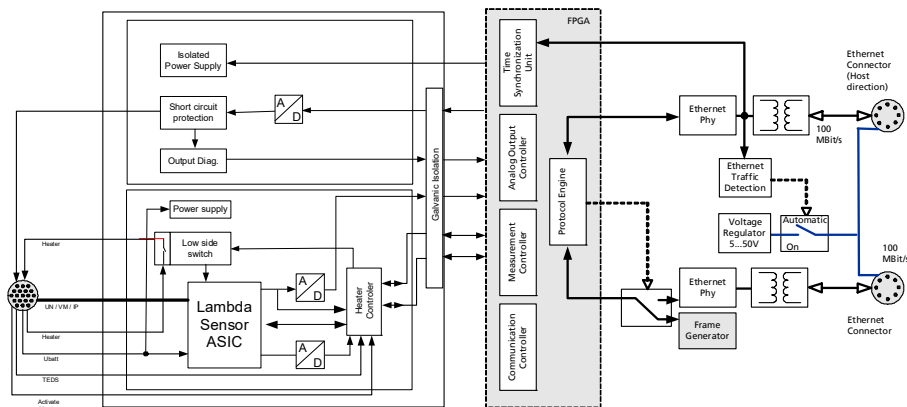 FPGA
Isolated
Power Supply
Short circuit
protection
A
D
Output Diag.
Power supply
Heater
Low side
switch
UN / VM / IP
Lambda
Sensor
ASIC
A
D
Heater
Controler
Heater
Ubatt
A
D
TEDS
Activate
Galvanic Isolation
Time
Synchronization
Unit
Analog Output
Controller
Measurement
Controller
Communication
Controller
Protocol Engine
Ethernet
Phy
100
MBit/s
Ethernet
Connector
(Host
direction)
Ethernet
Traffic
Detection
Voltage
Regulator
5...50V
Automatic
On
100
MBit/s
Ethernet
Phy
Frame
Generator
Ethernet
Connector